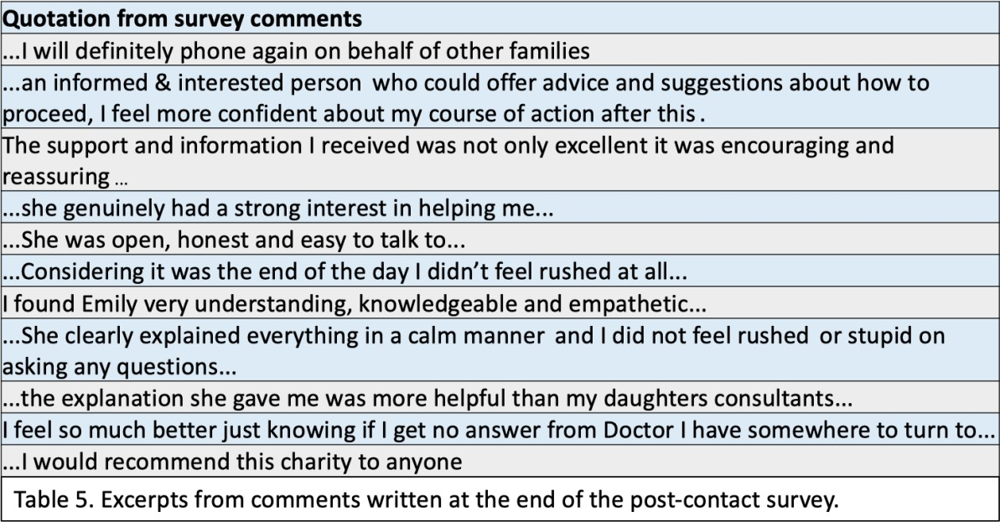 Quotation from survey comments
...I will definitely phone again on behalf of other families
...an informed & interested person who could offer advice and suggestions about how to
proceed, I feel more confident about my course of action after this .
The support and information I received was not only excellent it was encouraging and
reassuring ...
...she genuinely had a strong interest in helping me...
...She was open, honest and easy to talk to...
...Considering it was the end of the day I didn’t feel rushed at all...
I found Emily very understanding, knowledgeable and empathetic...
...She clearly explained everything in a calm manner and I did not feel rushed or stupid on
asking any questions...
...the explanation she gave me was more helpful than my daughters consultants...
I feel so much better just knowing if I get no answer from Doctor I have somewhere to turn to...
...I would recommend this charity to anyone
Table 5. Excerpts from comments written at the end of the post-contact survey.